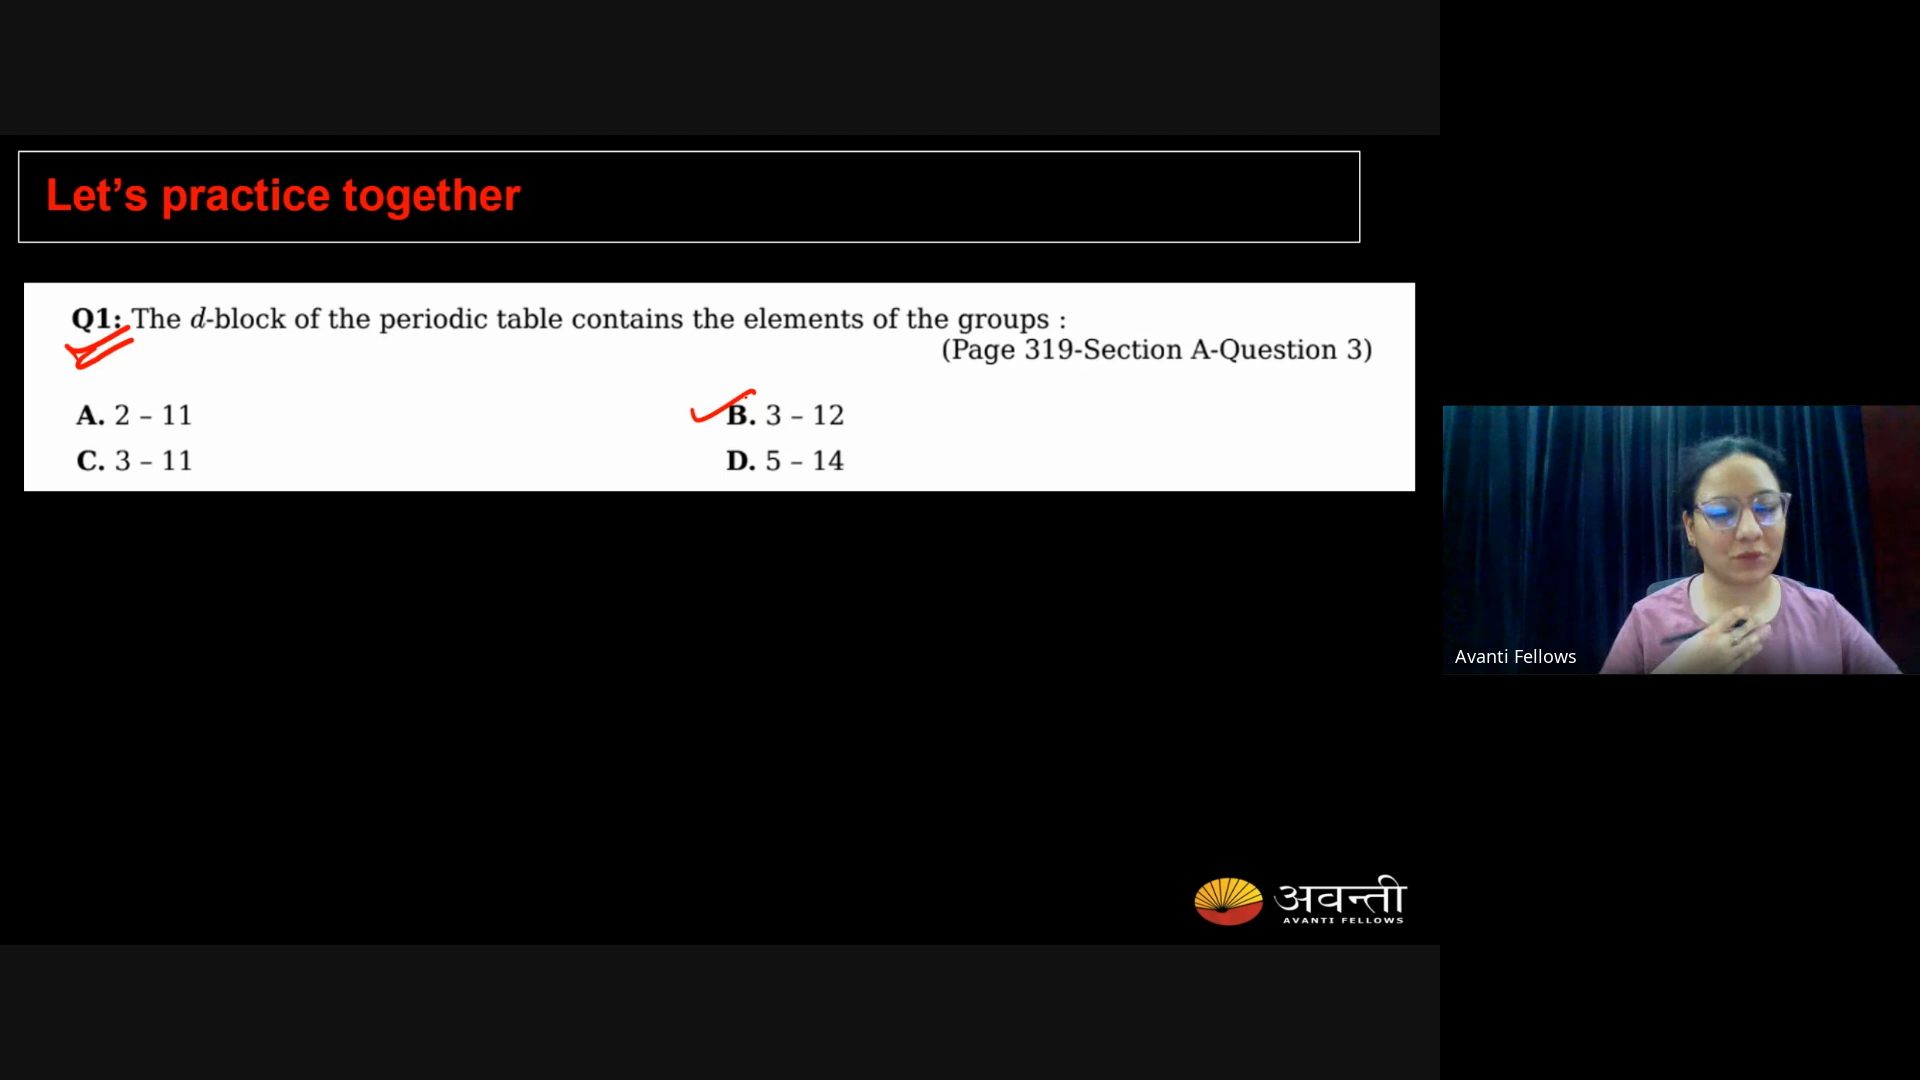 Let’s practice together
Q1: The d-block of the periodic table contains the elements of the groups :
(Page 319-Section A-Question 3)
A. 2 – 11
B. 3 – 12
C. 3 – 11
D. 5 – 14
Avanti Fellows
अवन्ती
AVANTI FELLOWS